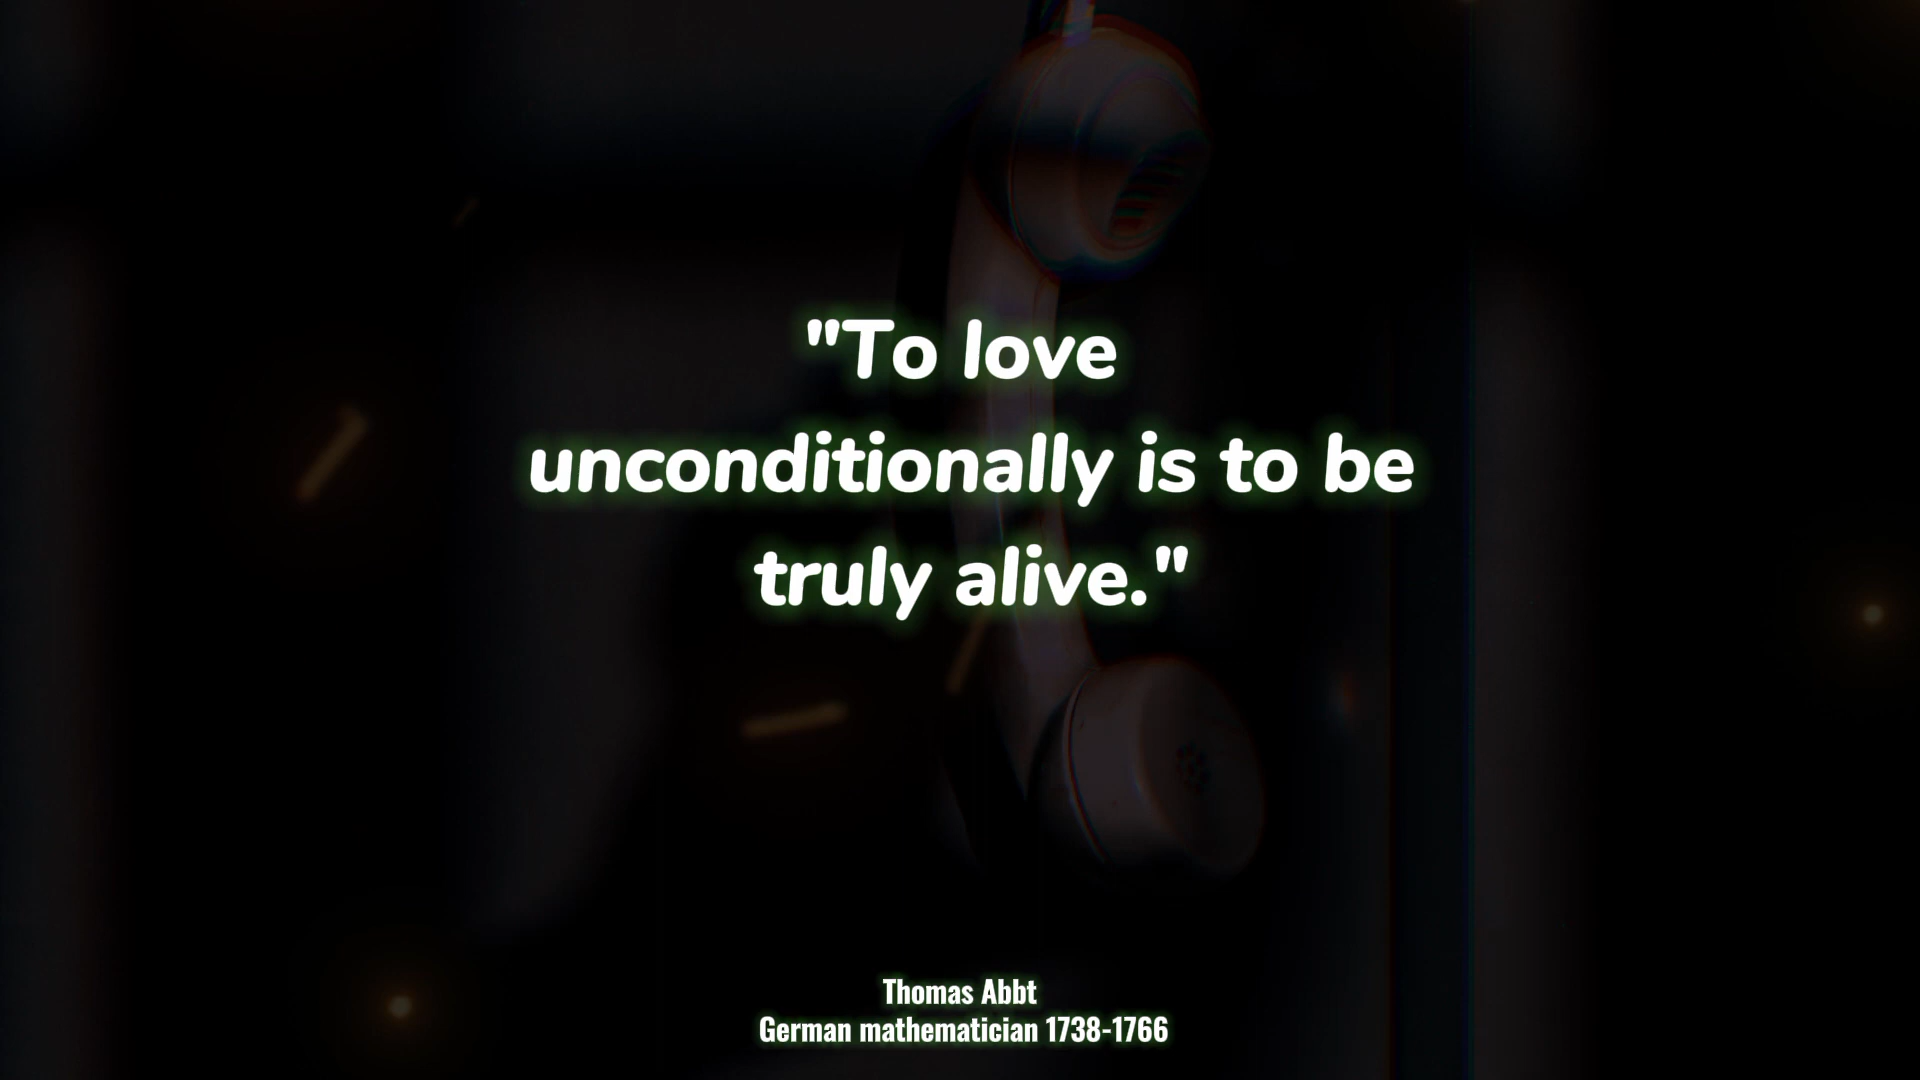 "To love
unconditionally is to be
truly alive."
Thomas Abbt
German mathematician 1738-1766